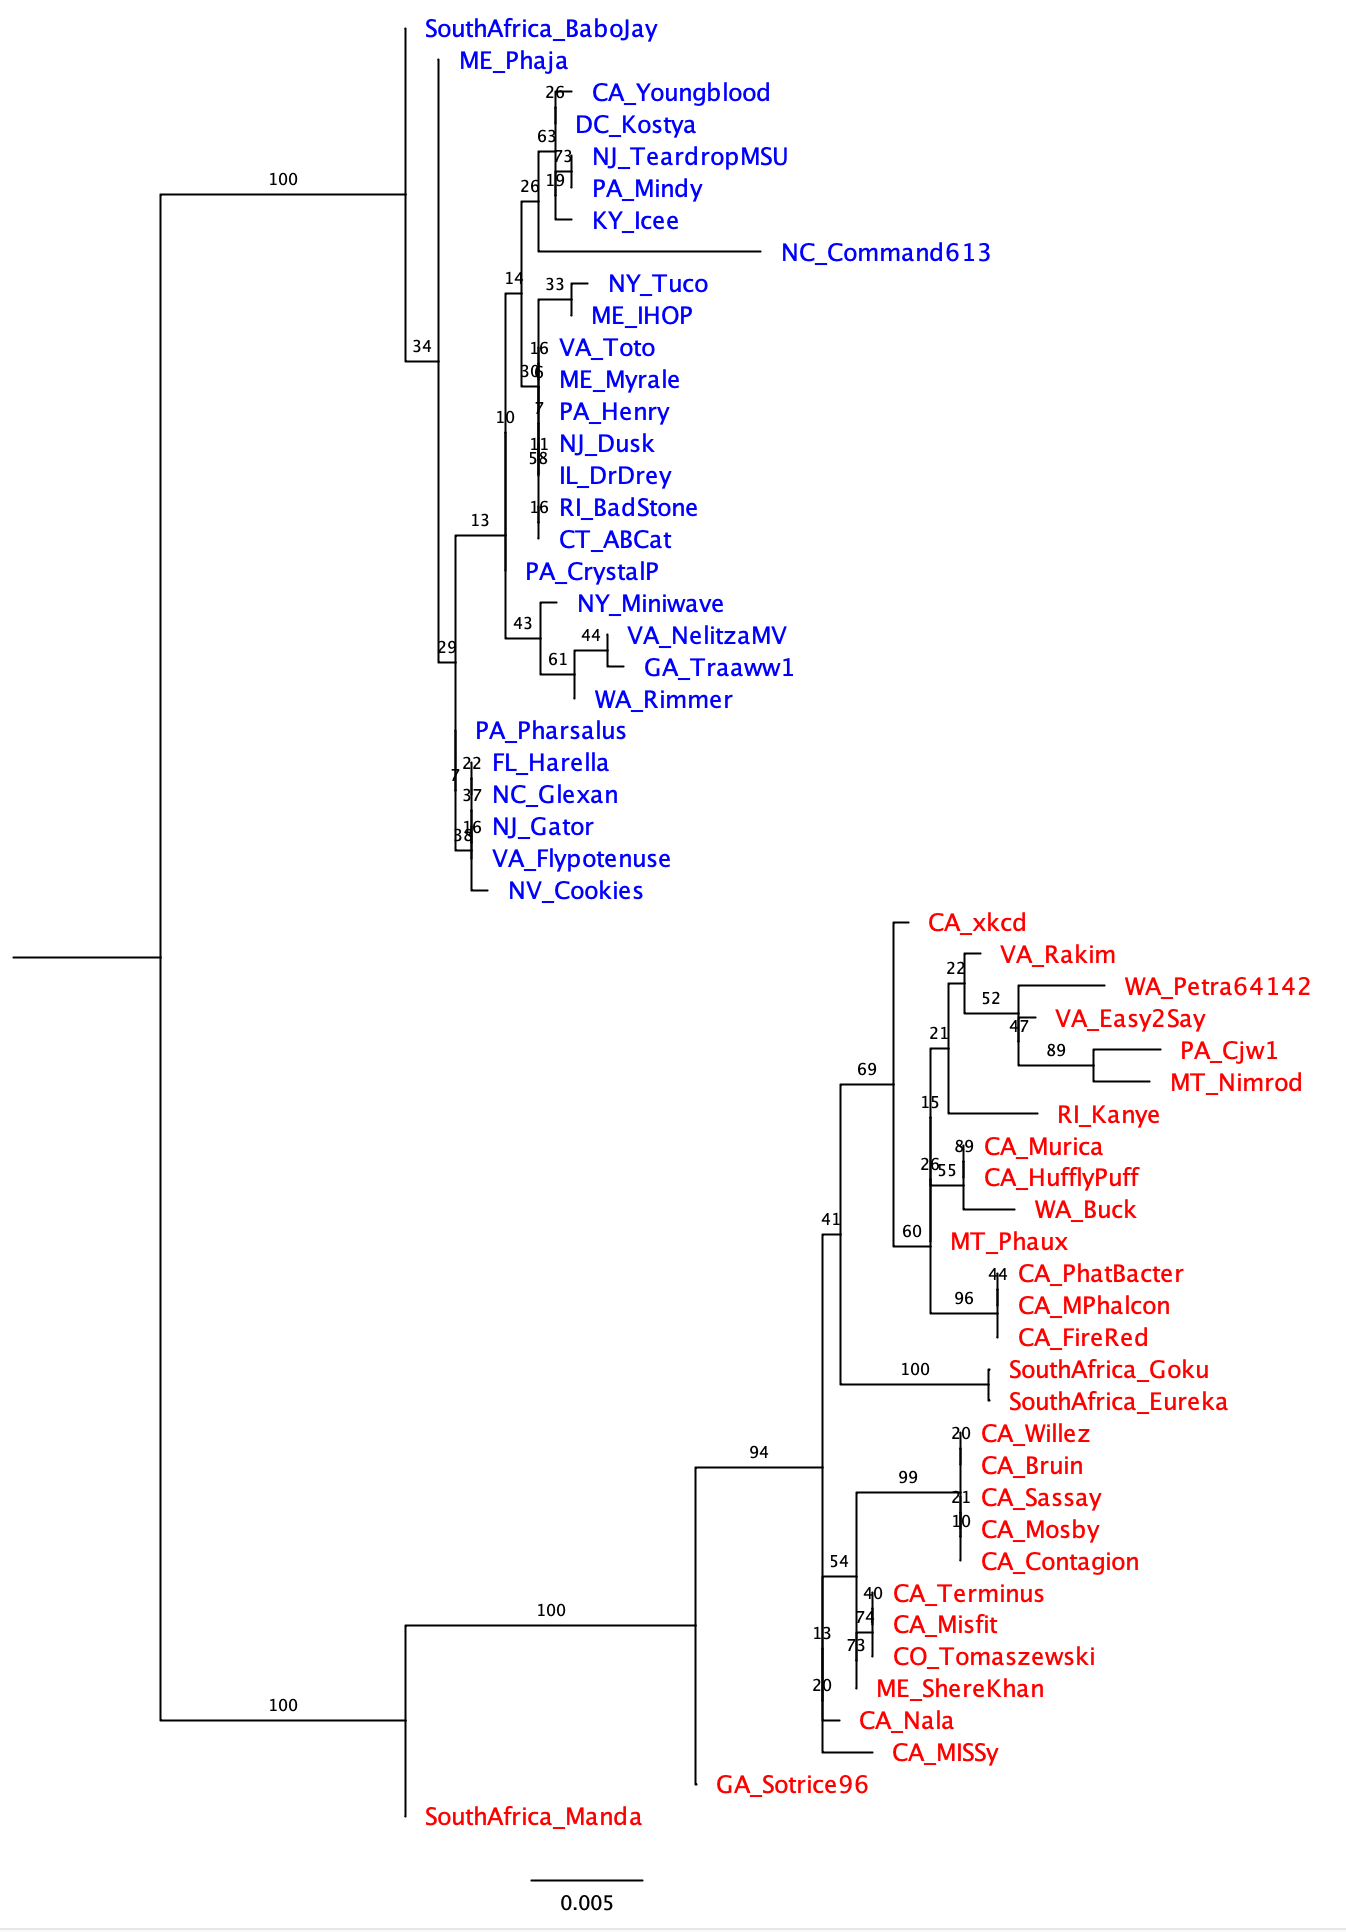 SouthAfrica_BaboJay
ME_Phaja
26
CA_Youngblood
DC_Kostya
63
73
NJ_TeardropMSU
100
26
19
PA_Mindy
KY_Icee
NC_Command613
14
33
NY_Tuco
ME_IHOP
34
16
VA_Toto
30
6
ME_Myrale
10
7
PA_Henry
11
NJ_Dusk
58
IL_DrDrey
13
16
RI_BadStone
CT_ABCat
PA_CrystalP
NY_Miniwave
43
44
VA_NelitzaMV
29
61
GA_Traaww1
WA_Rimmer
PA_Pharsalus
22
FL_Harella
7
37
NC_Glexan
16
NJ_Gator
38
VA_Flypotenuse
NV_Cookies
CA_xkcd
22
VA_Rakim
52
WA_Petra64142
47
VA_Easy2Say
21
89
PA_Cjw1
69
MT_Nimrod
15
RI_Kanye
89
CA_Murica
26
55
CA_HufflyPuff
WA_Buck
41
60
MT_Phaux
44
CA_PhatBacter
96
CA_MPhalcon
CA_FireRed
100
SouthAfrica_Goku
SouthAfrica_Eureka
20
CA_Willez
94
CA_Bruin
99
21
CA_Sassay
10
CA_Mosby
54
CA_Contagion
40
CA_Terminus
100
13
74
CA_Misfit
73
CO_Tomaszewski
20
ME_ShereKhan
100
CA_Nala
CA_MISSy
GA_Sotrice96
SouthAfrica_Manda
0.005